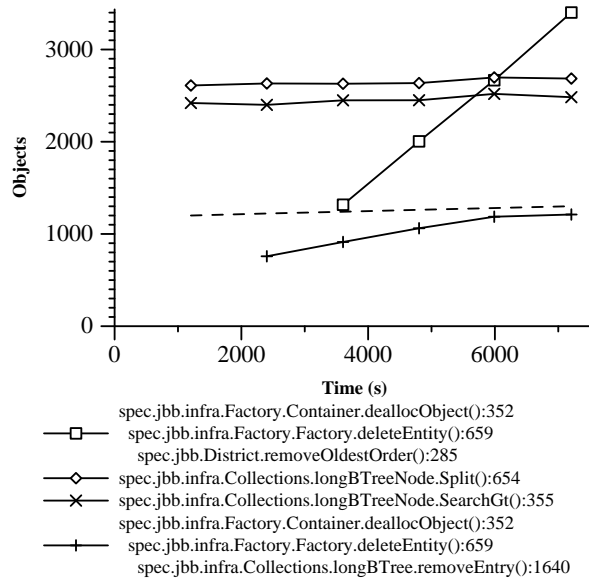 3000
2000
1000
0
Objects
0
2000
4000
6000
Time (s)
spec.jbb.infra.Factory.Container.deallocObject():352
spec.jbb.infra.Factory.Factory.deleteEntity():659
spec.jbb.District.removeOldestOrder():285
spec.jbb.infra.Collections.longBTreeNode.Split():654
spec.jbb.infra.Collections.longBTreeNode.SearchGt():355
spec.jbb.infra.Factory.Container.deallocObject():352
spec.jbb.infra.Factory.Factory.deleteEntity():659
spec.jbb.infra.Collections.longBTree.removeEntry():1640